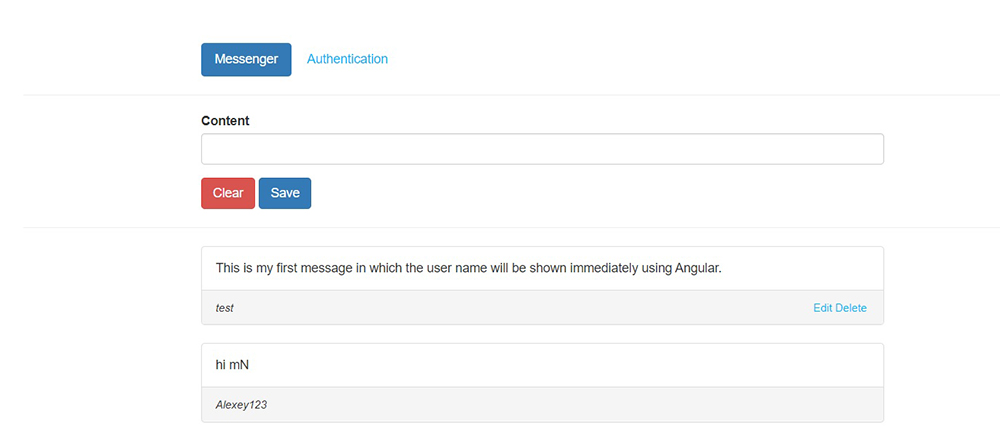 Messenger Authentication
Content
Clear Save
This is my first message in which the user name will be shown immediately using Angular.
test Edit Delete
hi mN
Alexey123